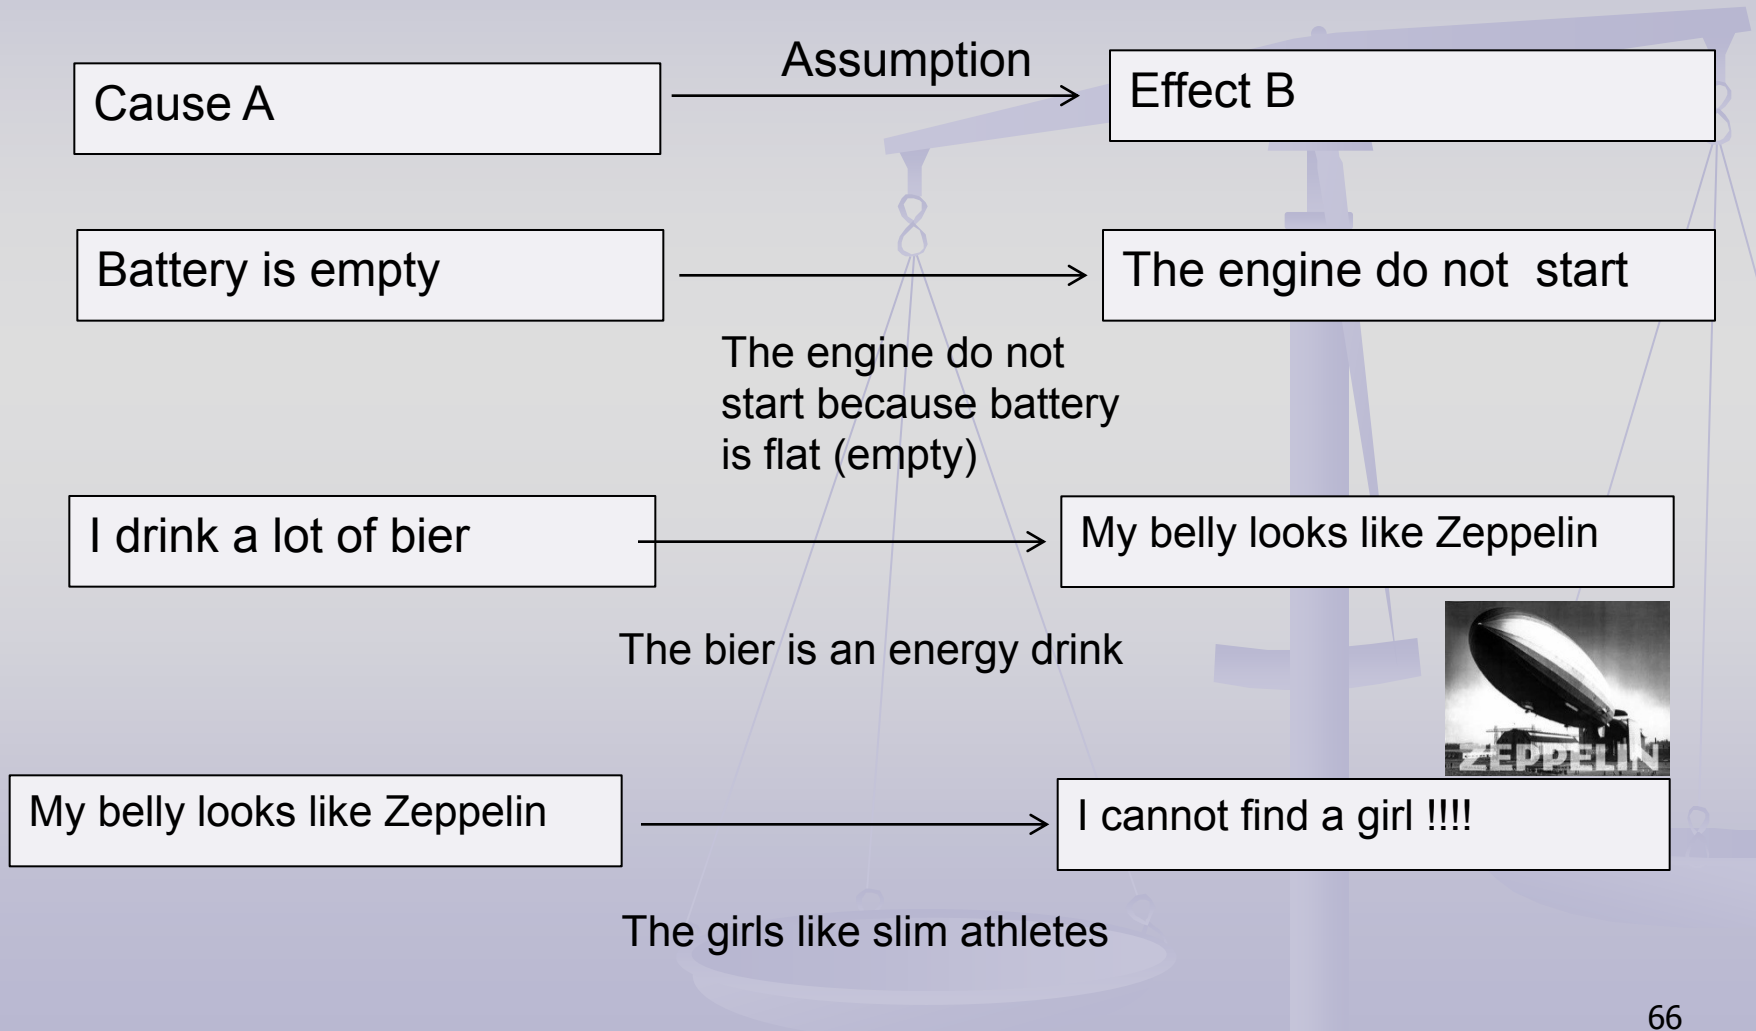 Cause A
Assumption
Effect B
Battery is empty
The engine do not  start
The engine do not
start because battery
is flat (empty)
I drink a lot of bier
My belly looks like Zeppelin
The bier is an energy drink
ZEPPELIN
My belly looks like Zeppelin
I cannot find a girl !!!!
The girls like slim athletes
66